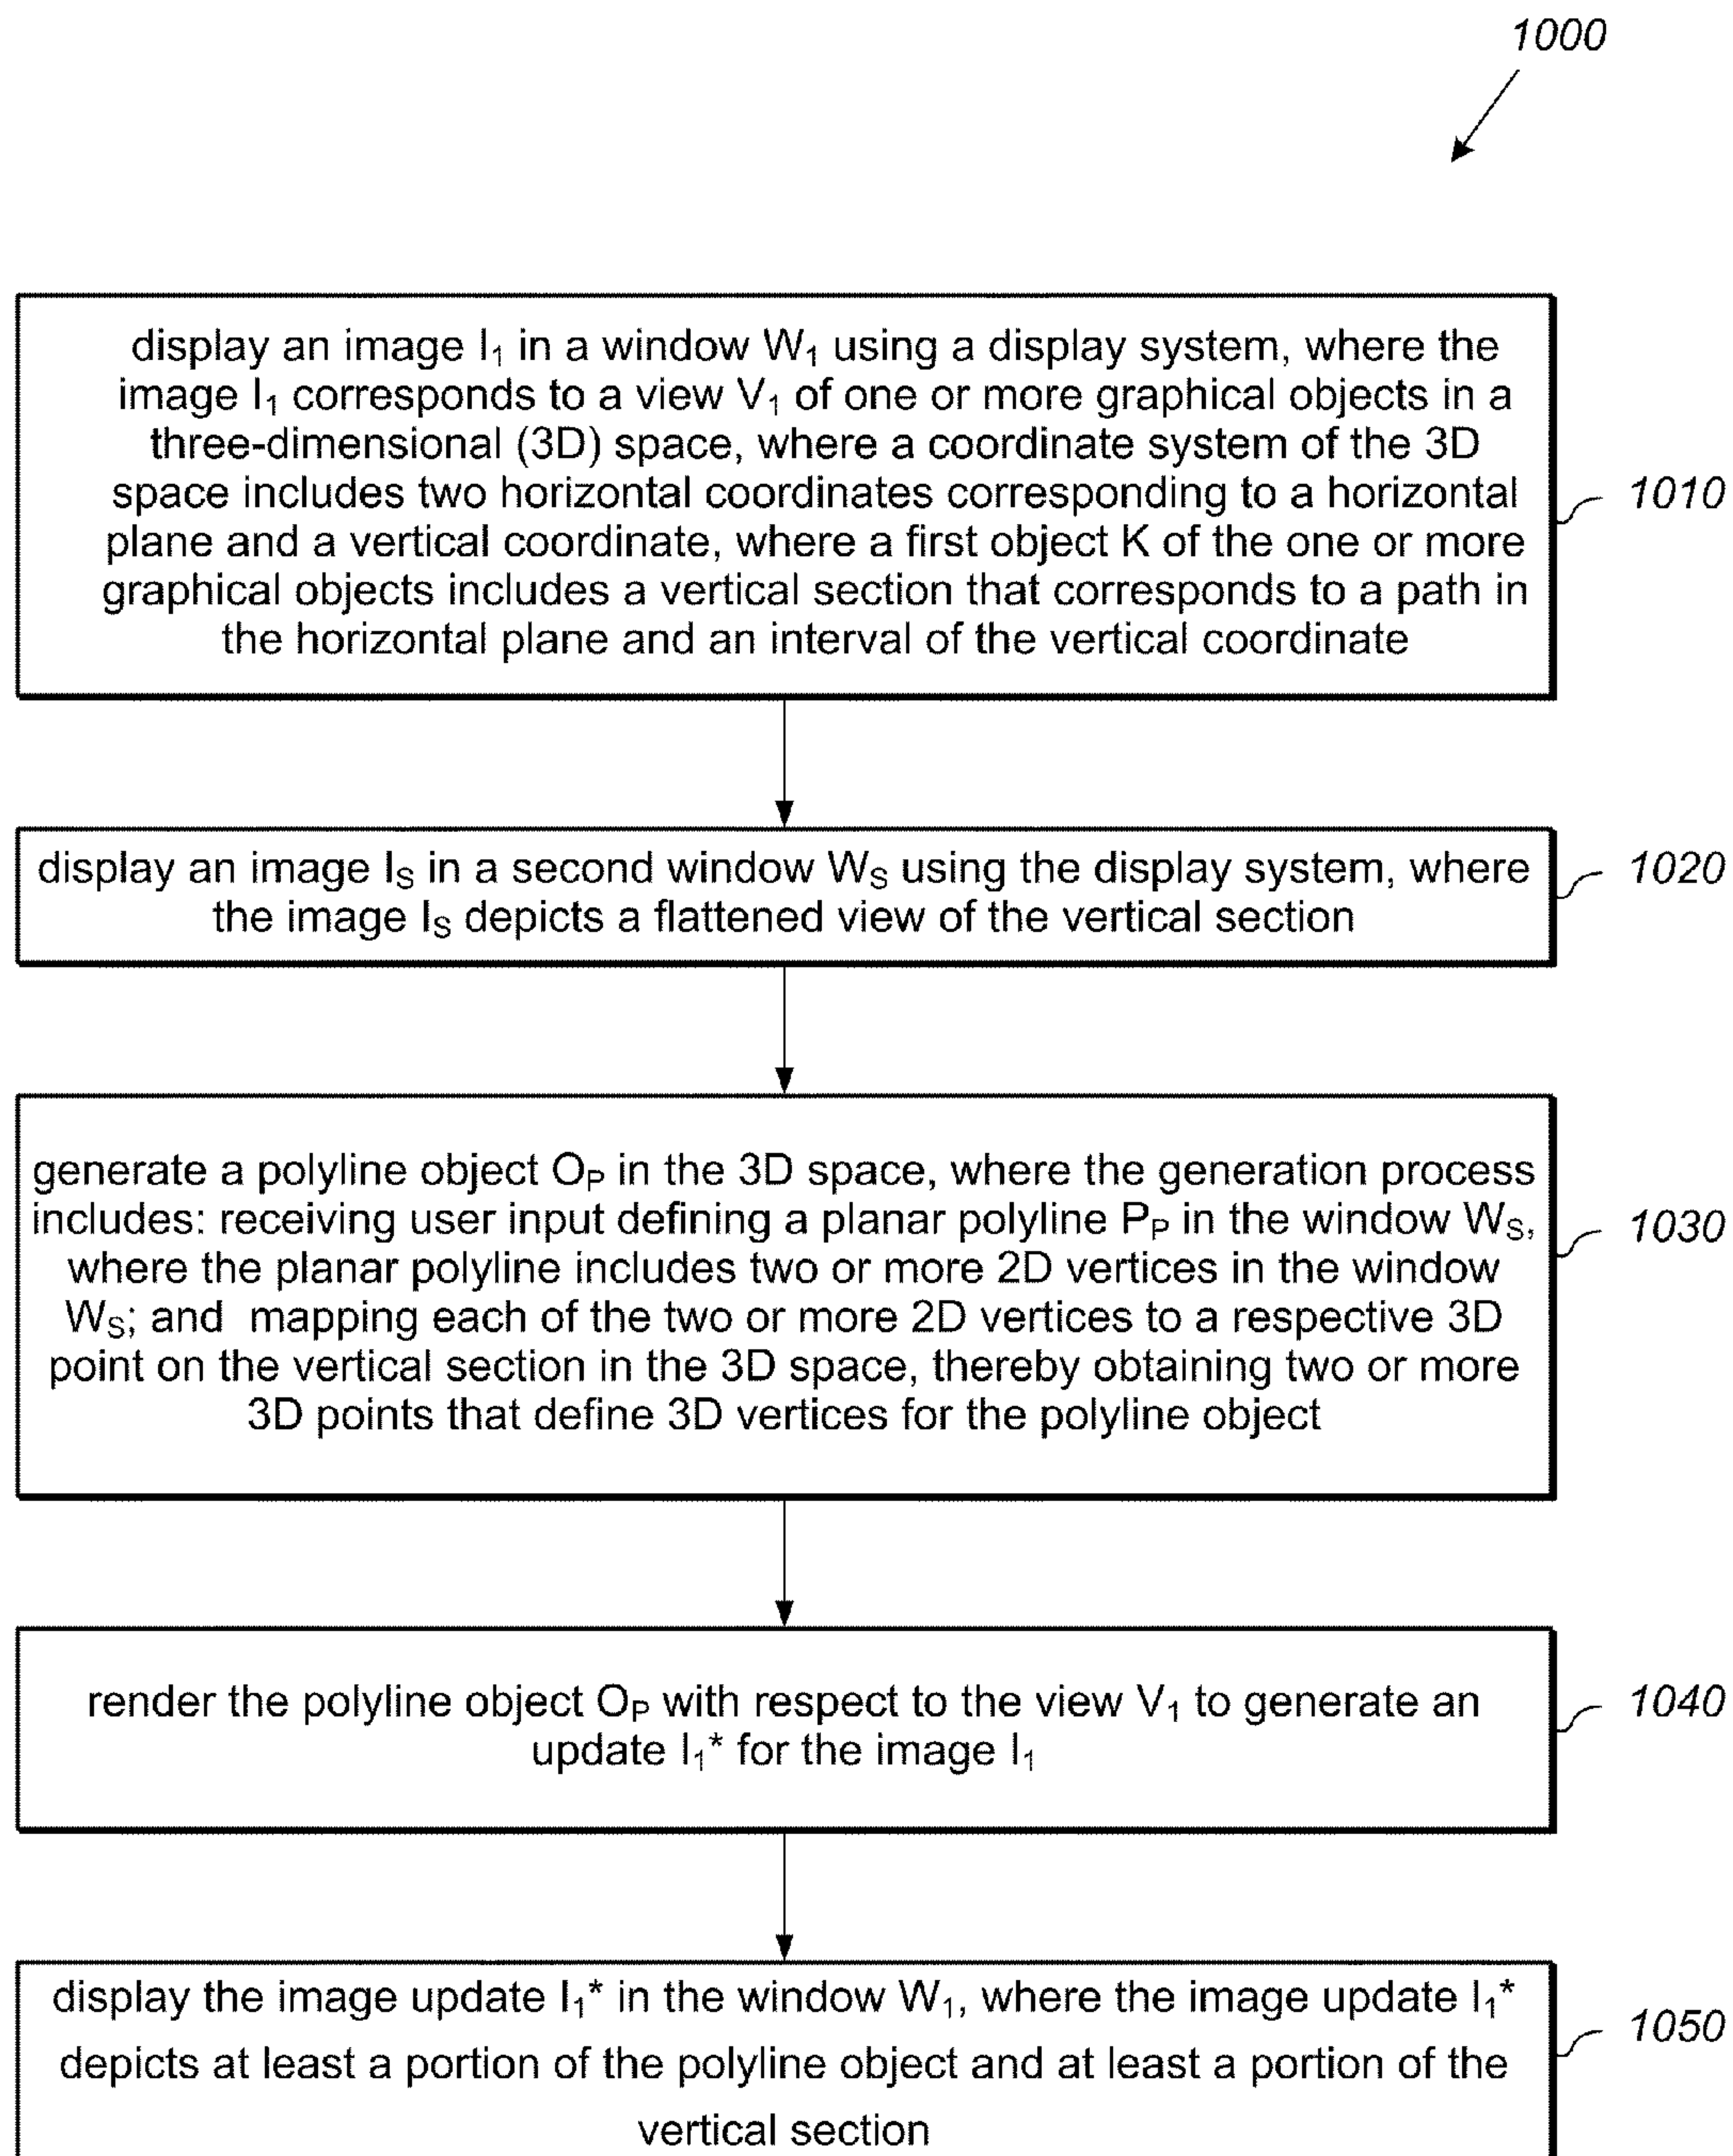 1000
display an image I₁ in a window W₁ using a display system, where the
image I₁ corresponds to a view V₁ of one or more graphical objects in a
three-dimensional (3D) space, where a coordinate system of the 3D
space includes two horizontal coordinates corresponding to a horizontal
plane and a vertical coordinate, where a first object K of the one or more
graphical objects includes a vertical section that corresponds to a path in
the horizontal plane and an interval of the vertical coordinate
1010
display an image Iₛ in a second window Wₛ using the display system, where
the image Iₛ depicts a flattened view of the vertical section
1020
generate a polyline object Oₚ in the 3D space, where the generation process
includes: receiving user input defining a planar polyline Pₚ in the window Wₛ,
where the planar polyline includes two or more 2D vertices in the window
Wₛ; and mapping each of the two or more 2D vertices to a respective 3D
point on the vertical section in the 3D space, thereby obtaining two or more
3D points that define 3D vertices for the polyline object
1030
render the polyline object Oₚ with respect to the view V₁ to generate an
update I₁* for the image I₁
1040
display the image update I₁* in the window W₁, where the image update I₁*
depicts at least a portion of the polyline object and at least a portion of the
vertical section
1050